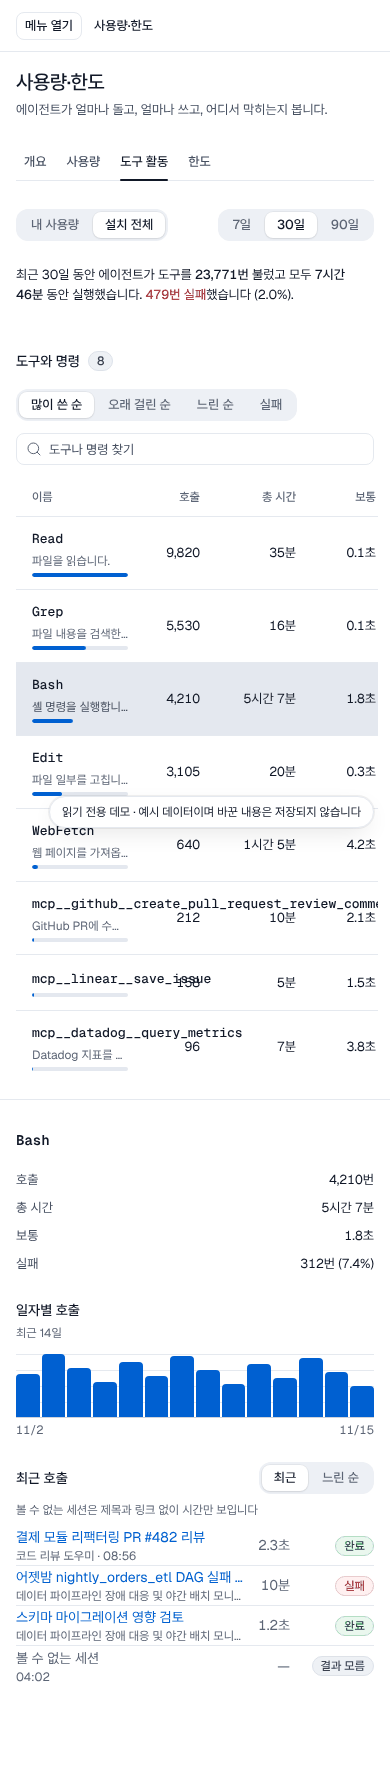 메뉴 열기 사용량·한도
사용량·한도
에이전트가 얼마나 돌고, 얼마나 쓰고, 어디서 막히는지 봅니다.
개요 사용량 도구 활동 한도
내 사용량 설치 전체 7일 30일 90일
최근 30일 동안 에이전트가 도구를 23,771번 불렀고 모두 7시간
46분 동안 실행했습니다. 479번 실패했습니다 (2.0%).
도구와 명령 8
많이 쓴 순 오래 걸린 순 느린 순 실패
도구나 명령 찾기
이름 호출 총 시간 보통
Read
파일을 읽습니다.
9,820 35분 0.1초
Grep
파일 내용을 검색한…
5,530 16분 0.1초
Bash
셸 명령을 실행합니…
4,210 5시간 7분 1.8초
Edit
파일 일부를 고칩니…
3,105 20분 0.3초
읽기 전용 데모 · 예시 데이터이며 바꾼 내용은 저장되지 않습니다
WebFetch
웹 페이지를 가져옵…
640 1시간 5분 4.2초
mcp__github__create_pull_request_review_comme
GitHub PR에 수…
212 10분 2.1초
mcp__linear__save_issue
5분 1.5초
mcp__datadog__query_metrics
Datadog 지표를 …
96 7분 3.8초
Bash
호출 4,210번
총 시간 5시간 7분
보통 1.8초
실패 312번 (7.4%)
일자별 호출
최근 14일
11/2 11/15
최근 호출 최근 느린 순
볼 수 없는 세션은 제목과 링크 없이 시간만 보입니다
결제 모듈 리팩터링 PR #482 리뷰
코드 리뷰 도우미 · 08:56
2.3초 완료
어젯밤 nightly_orders_etl DAG 실패 …
데이터 파이프라인 장애 대응 및 야간 배치 모니…
10분 실패
스키마 마이그레이션 영향 검토
데이터 파이프라인 장애 대응 및 야간 배치 모니…
1.2초 완료
볼 수 없는 세션
04:02
— 결과 모름